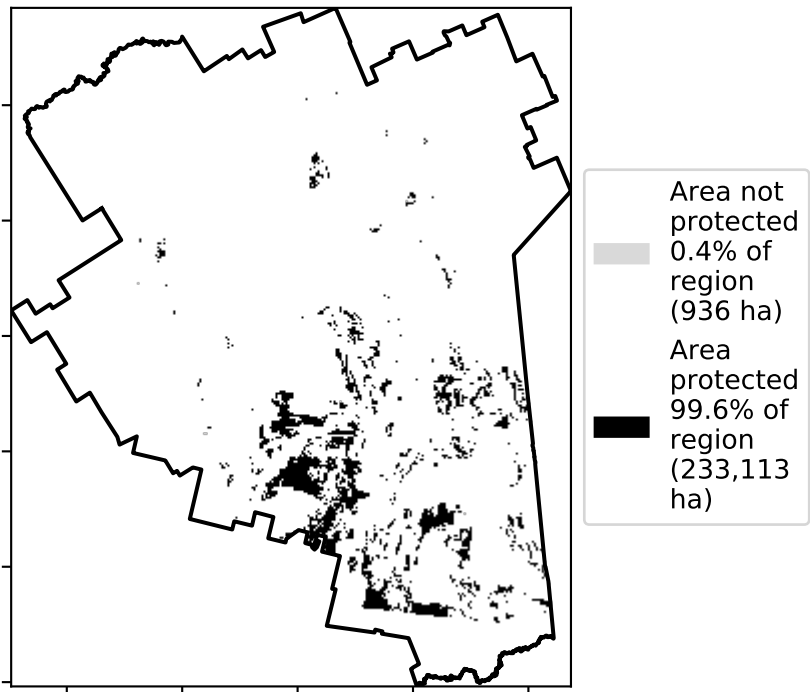 Area not
protected
0.4% of
region
(936 ha)
Area
protected
99.6% of
region
(233,113
ha)